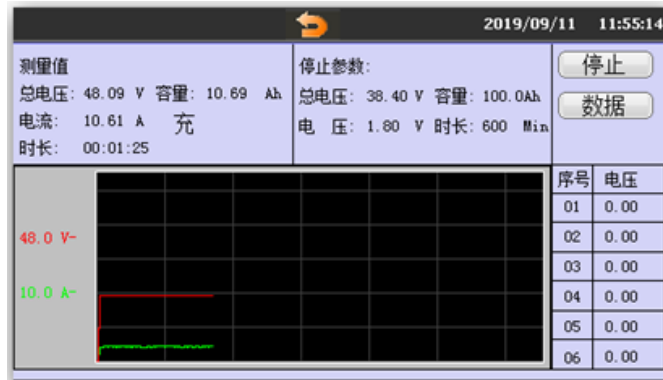 2019/09/11 11:55:14
测量值
总电压: 48.09 V 容量: 10.69 Ah
电流: 10.61 A 充
时长: 00:01:25
停止参数:
总电压: 38.40 V 容量: 100.0Ah
电 压: 1.80 V 时长: 600 Min
停止
数据
48.0 V-
10.0 A-
序号 电压
01 0.00
02 0.00
03 0.00
04 0.00
05 0.00
06 0.00